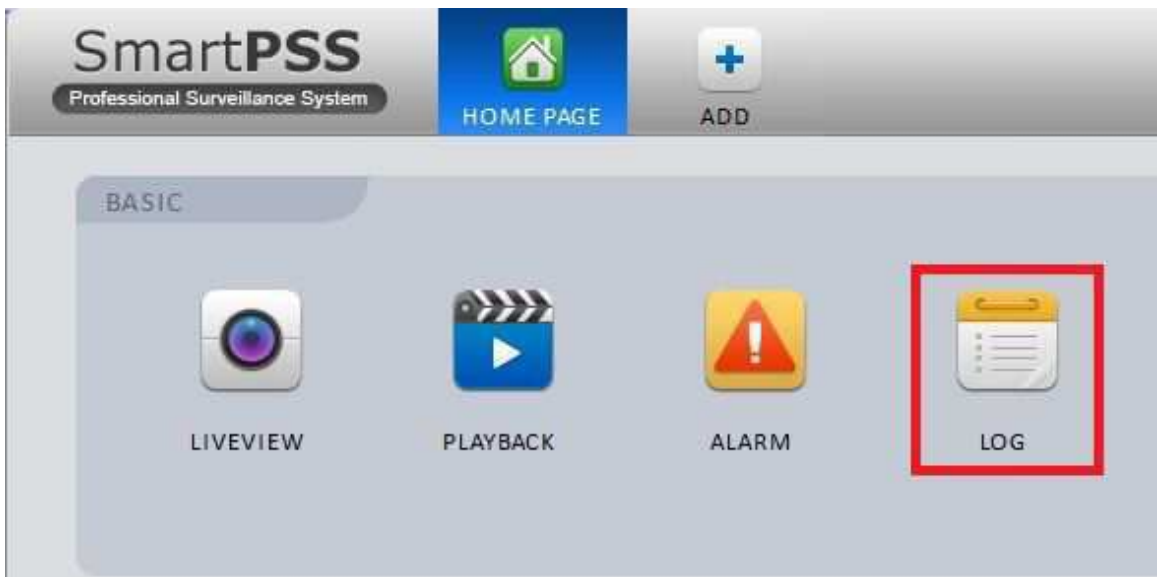 SmartPSS
Professional Surveillance System
HOME PAGE
ADD
BASIC
LIVEVIEW
PLAYBACK
ALARM
LOG